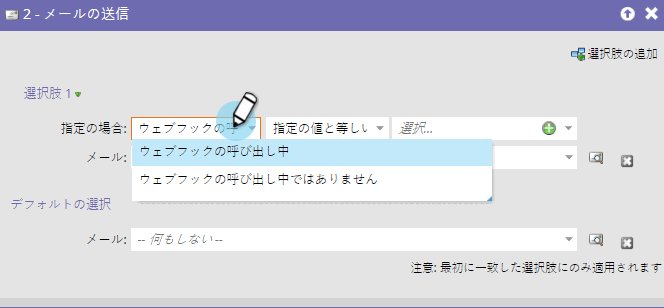 2 - メールの送信
選択肢の追加
選択肢 1
指定の場合: ウェブフックの呼 指定の値と等しい 選択...
ウェブフックの呼び出し中
メール:
ウェブフックの呼び出し中ではありません
デフォルトの選択
メール: -- 何もしない --
注意: 最初に一致した選択肢にのみ適用されます